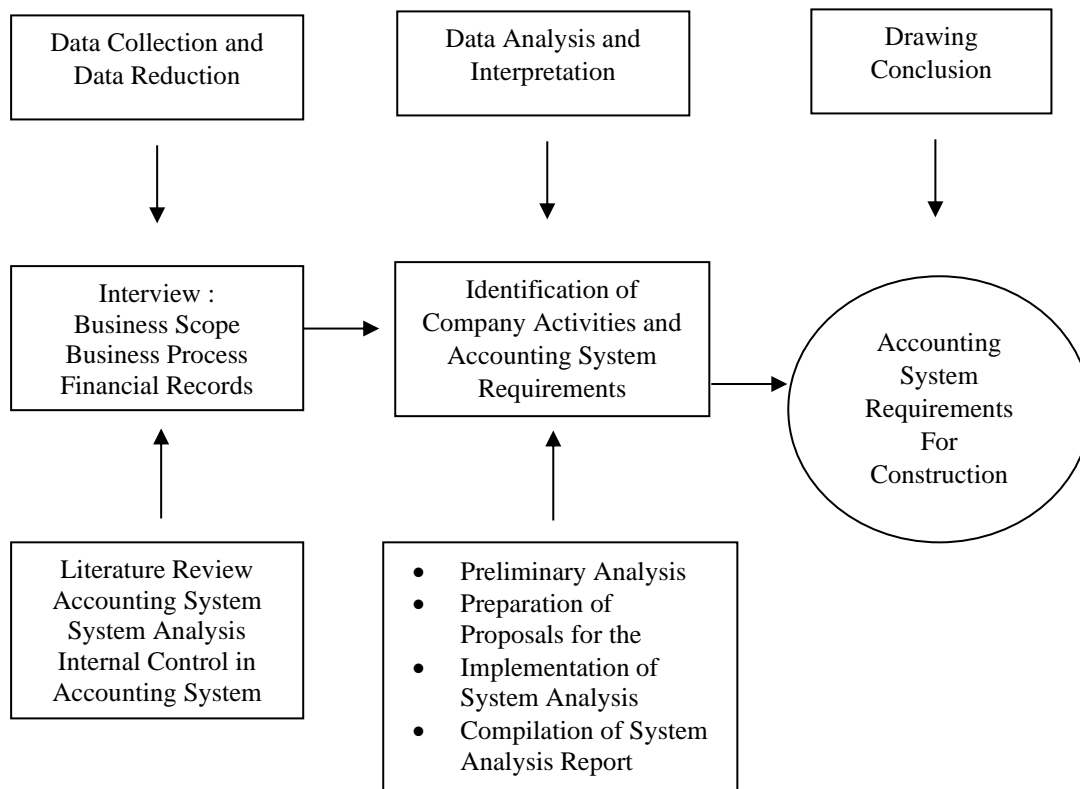 Data Collection and
Data Reduction
Data Analysis and
Interpretation
Drawing
Conclusion
Interview :
Business Scope
Business Process
Financial Records
Identification of
Company Activities and
Accounting System
Requirements
Accounting
System
Requirements
For
Construction
Literature Review
Accounting System
System Analysis
Internal Control in
Accounting System
• Preliminary Analysis
• Preparation of
Proposals for the
• Implementation of
System Analysis
• Compilation of System
Analysis Report